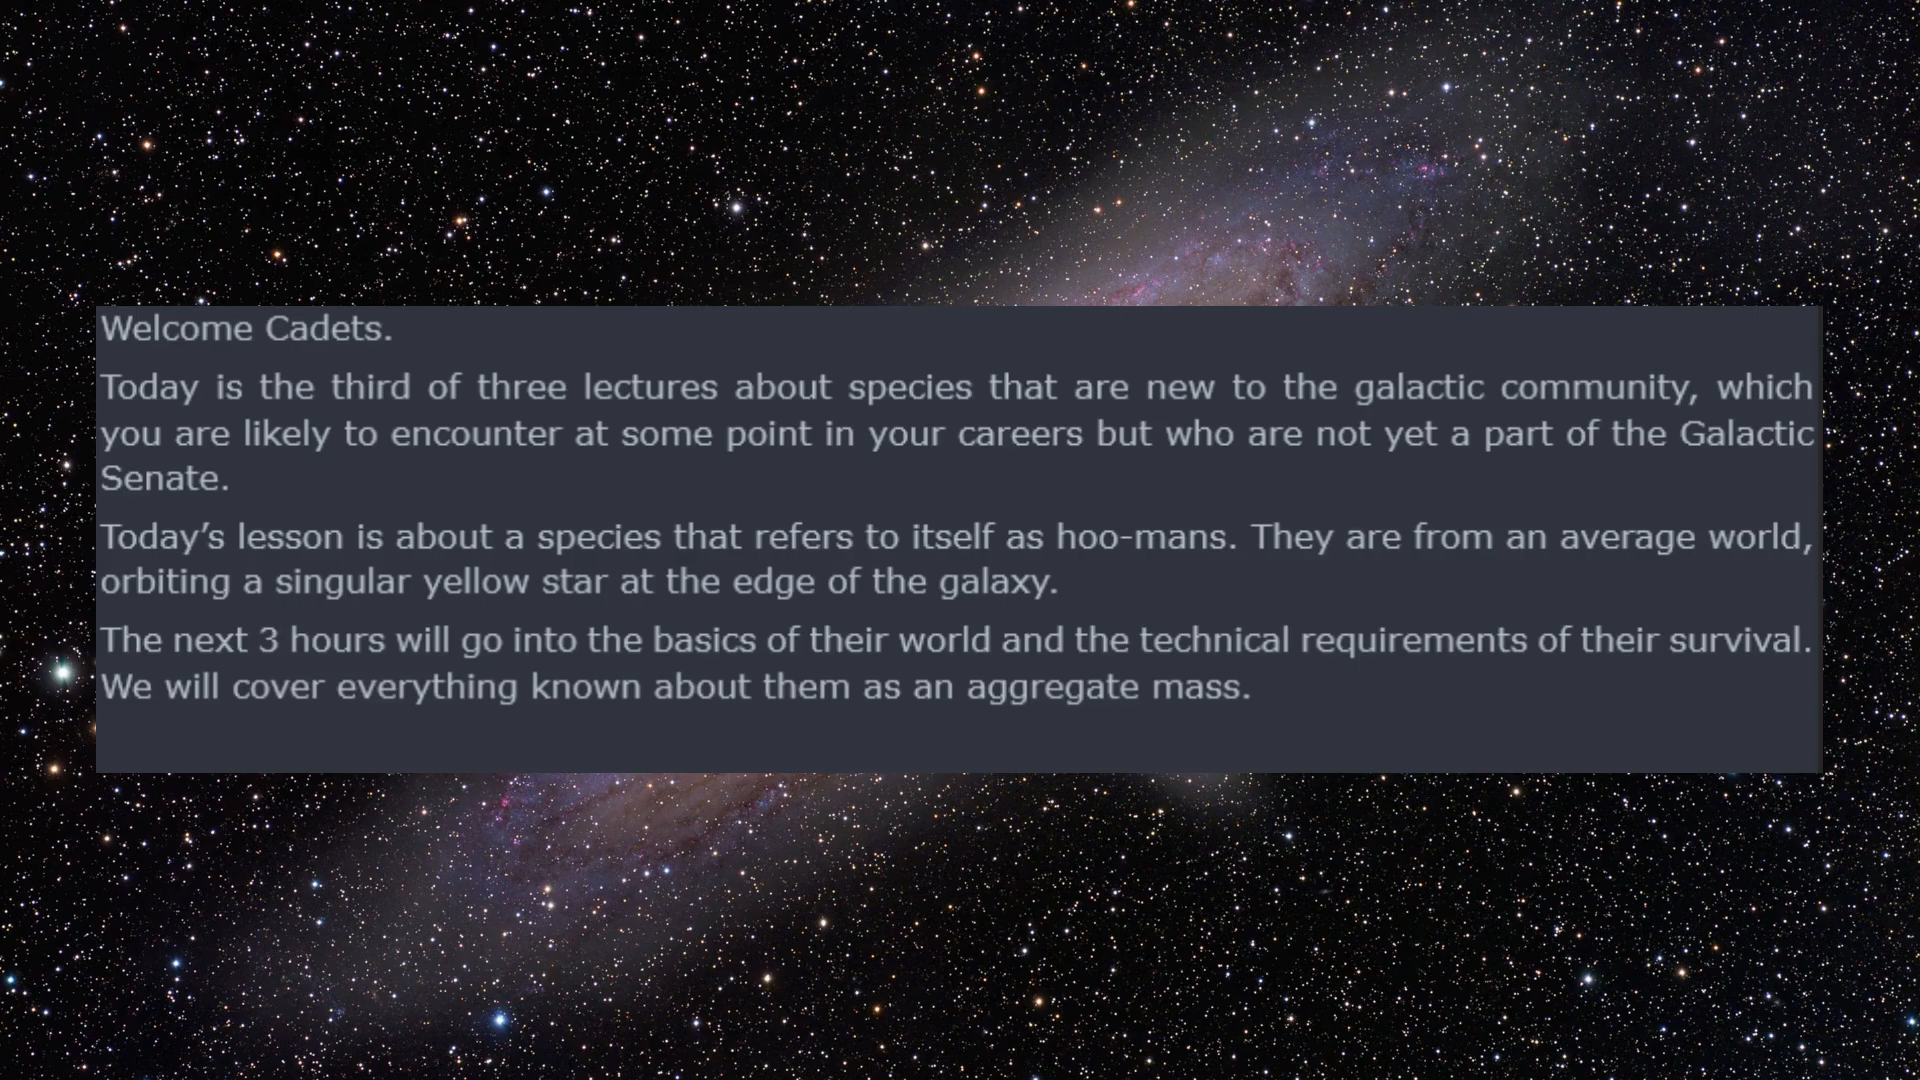 Welcome Cadets.
Today is the third of three lectures about species that are new to the galactic community, which
you are likely to encounter at some point in your careers but who are not yet a part of the Galactic
Senate.
Today’s lesson is about a species that refers to itself as hoo-mans. They are from an average world,
orbiting a singular yellow star at the edge of the galaxy.
The next 3 hours will go into the basics of their world and the technical requirements of their survival.
We will cover everything known about them as an aggregate mass.